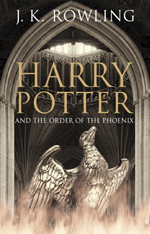 J. K. ROWLING
HARRY
POTTER
AND THE ORDER OF THE PHOENIX